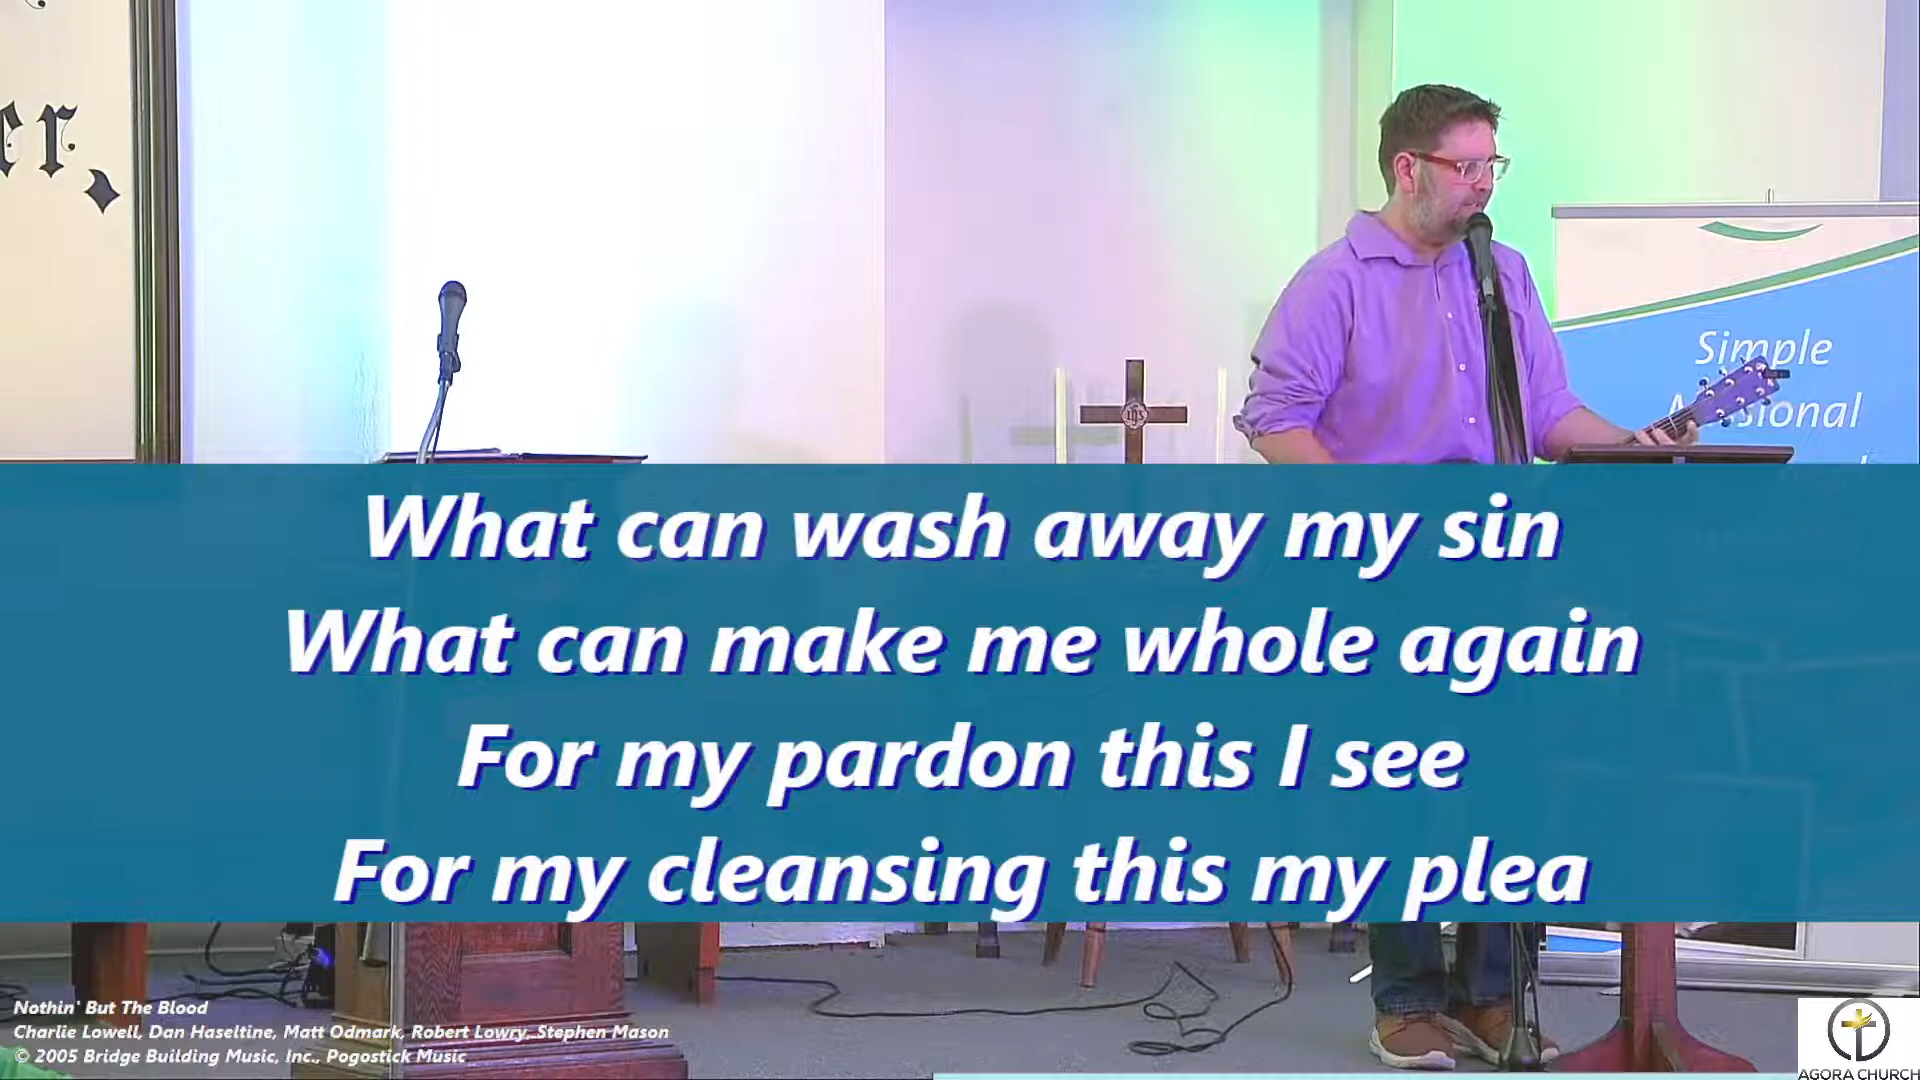 er,
Simple
Missional
What can wash away my sin
What can make me whole again
For my pardon this I see
For my cleansing this my plea
Nothin' But The Blood
Charlie Lowell, Dan Haseltine, Matt Odmark, Robert Lowry, Stephen Mason
© 2005 Bridge Building Music, Inc., Pogostick Music
AGORA CHURCH